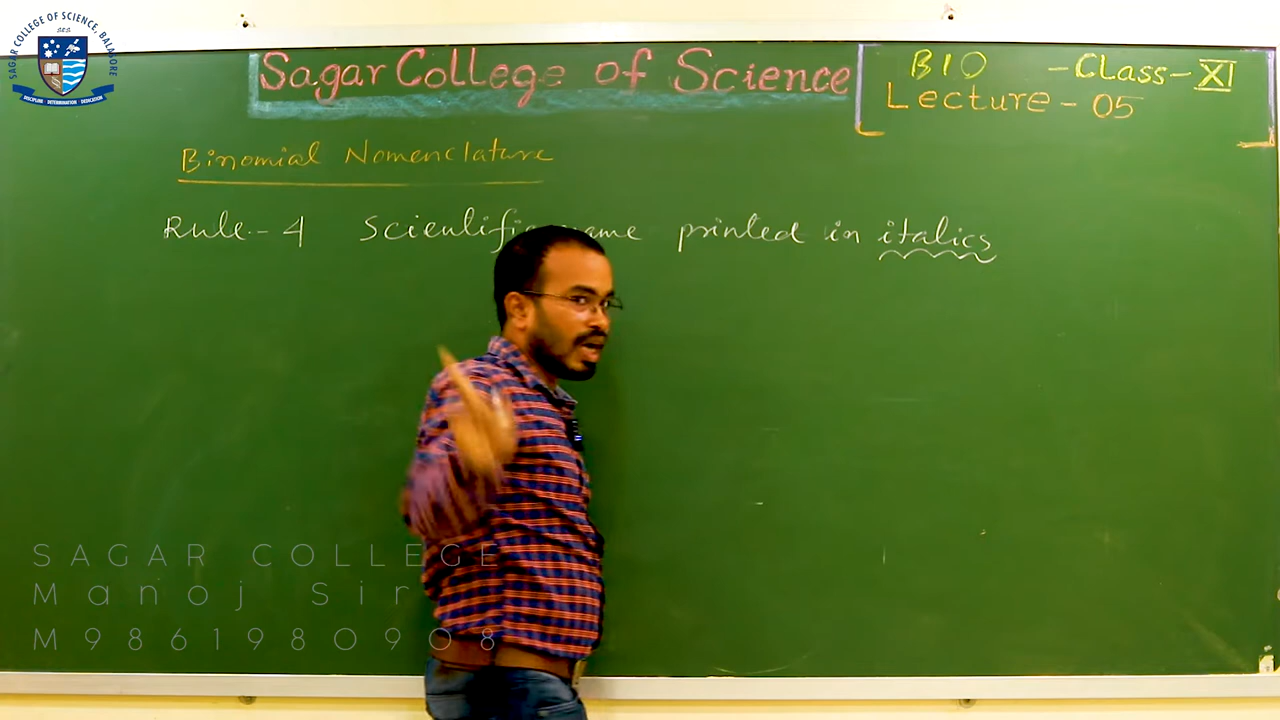 SAGAR COLLEGE OF SCIENCE, BALASORE
SCS
DISCIPLINE · DETERMINATION · DEDICATION
Sagar College of Science
BIO - CLass - XI
Lecture - 05
Binomial Nomenclature
Rule - 4 Scientific name printed in italics
SAGAR COLLEGE
Manoj Sir
M9861980908